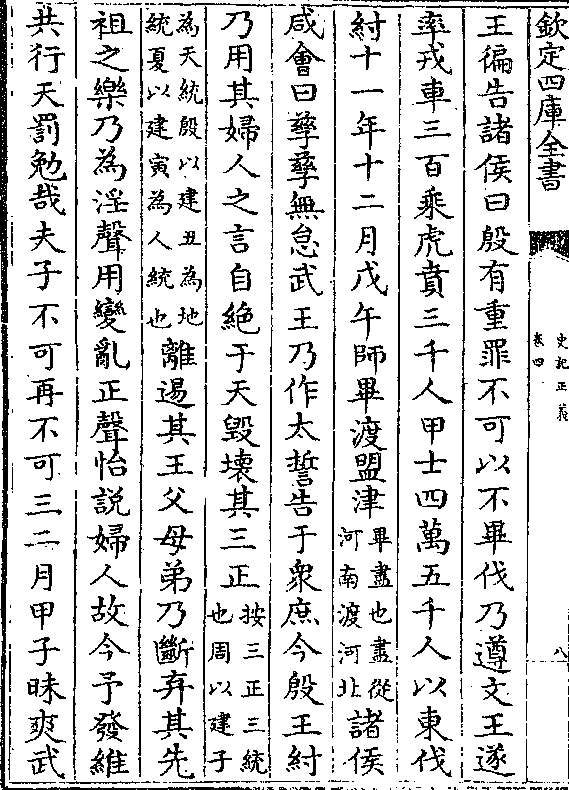 欽定四庫全書
史記正義
卷四
八
王徧告諸侯曰殷有重罪不可以不畢伐乃遵文王遂
率戎車三百乘虎賁三千人甲士四萬五千人以東伐
紂十一年十二月戊午師畢渡盟津畢盡也盡從河南渡河北諸侯
咸會曰孳孳無怠武王乃作太誓告于衆庶今殷王紂
乃用其婦人之言自絶于天毀壞其三正按三正三統也周以建子
為天統殷以建丑為地統夏以建寅為人統也離逷其王父母弟乃斷弃其先
祖之樂乃為淫聲用變亂正聲怡説婦人故今予發維
共行天罰勉哉夫子不可再不可三二月甲子昧爽武